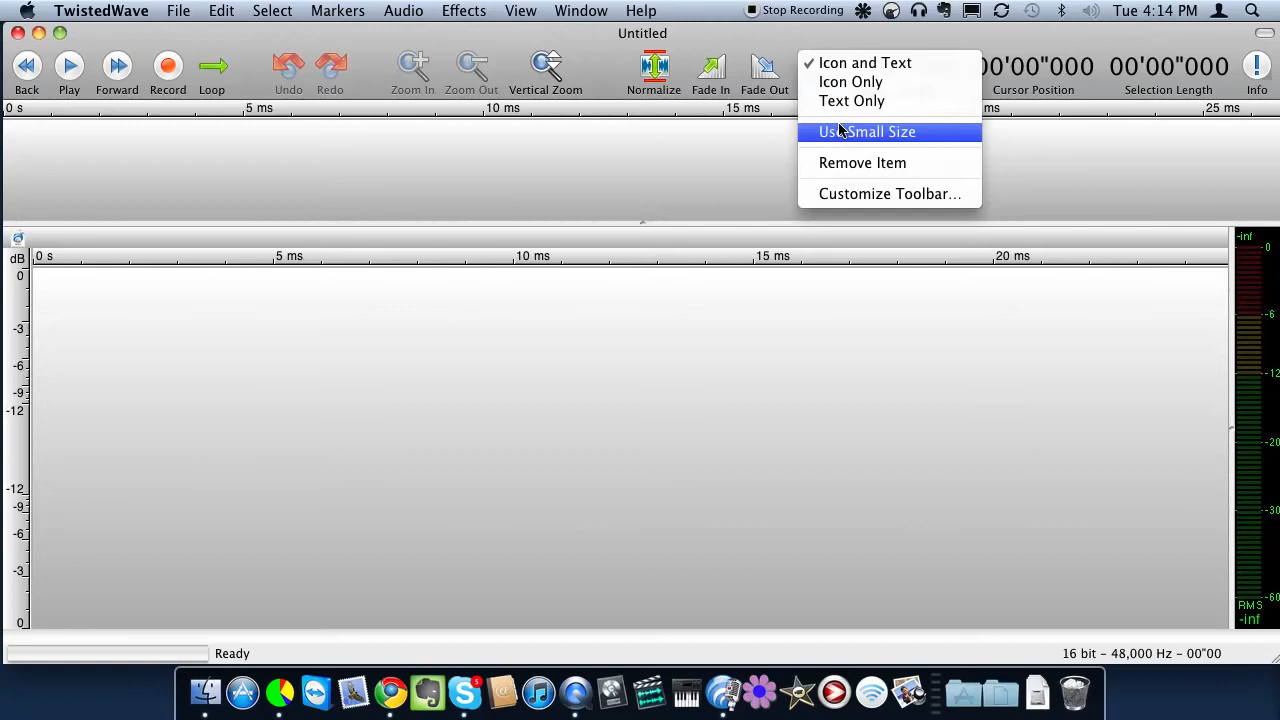 TwistedWave File Edit Select Markers Audio Effects View Window Help Stop Recording Tue 4:14 PM
Untitled
Back Play Forward Record Loop Undo Redo Zoom In Zoom Out Vertical Zoom Normalize Fade In Fade Out
00'00"000 00'00"000
Cursor Position Selection Length Info
Icon and Text
Icon Only
Text Only
Use Small Size
Remove Item
Customize Toolbar...
0 s 5 ms 10 ms 15 ms ms 25 ms
dB 0 s 5 ms 10 ms 15 ms 20 ms
0
-3
-6
-9
-12
-12
-9
-6
-3
0
-inf
0
-6
-12
-20
-30
-60
RMS
-inf
Ready
16 bit - 48,000 Hz - 00"00